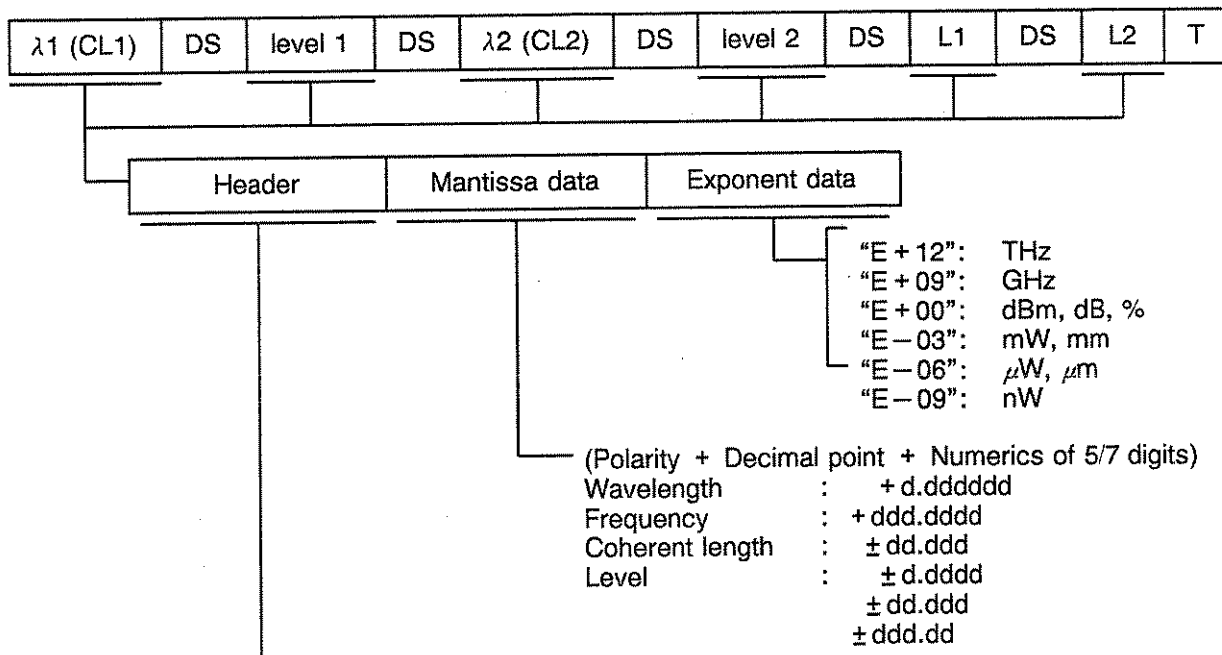 λ1 (CL1) DS level 1 DS λ2 (CL2) DS level 2 DS L1 DS L2 T
Header Mantissa data Exponent data
“E+12”: THz
“E+09”: GHz
“E+00”: dBm, dB, %
“E−03”: mW, mm
“E−06”: μW, μm
“E−09”: nW
(Polarity + Decimal point + Numerics of 5/7 digits)
Wavelength : +d.dddddd
Frequency : +ddd.dddd
Coherent length : ±dd.ddd
Level : ±d.dddd
±dd.ddd
±ddd.dd